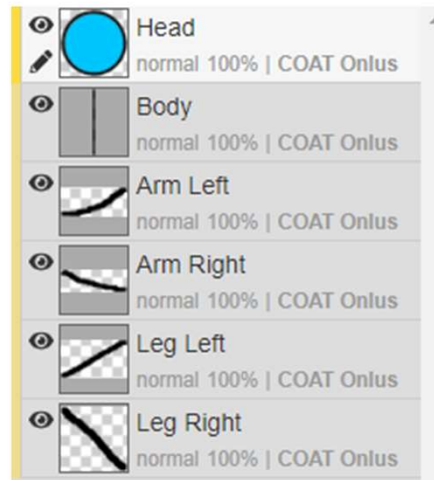 Head
normal 100% | COAT Onlus
Body
normal 100% | COAT Onlus
Arm Left
normal 100% | COAT Onlus
Arm Right
normal 100% | COAT Onlus
Leg Left
normal 100% | COAT Onlus
Leg Right
normal 100% | COAT Onlus